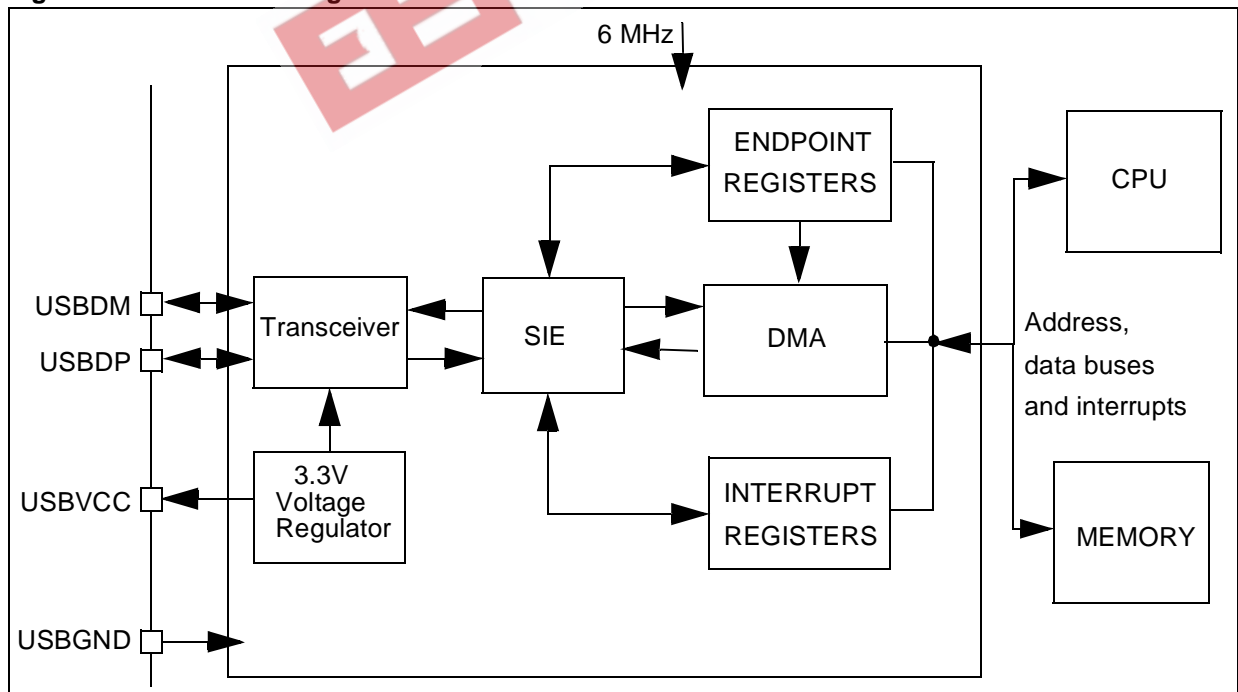 6 MHz
ENDPOINT
REGISTERS
CPU
USBDM
Transceiver
SIE
DMA
Address,
data buses
and interrupts
USBDP
3.3V
Voltage
Regulator
USBVCC
INTERRUPT
REGISTERS
MEMORY
USBGND